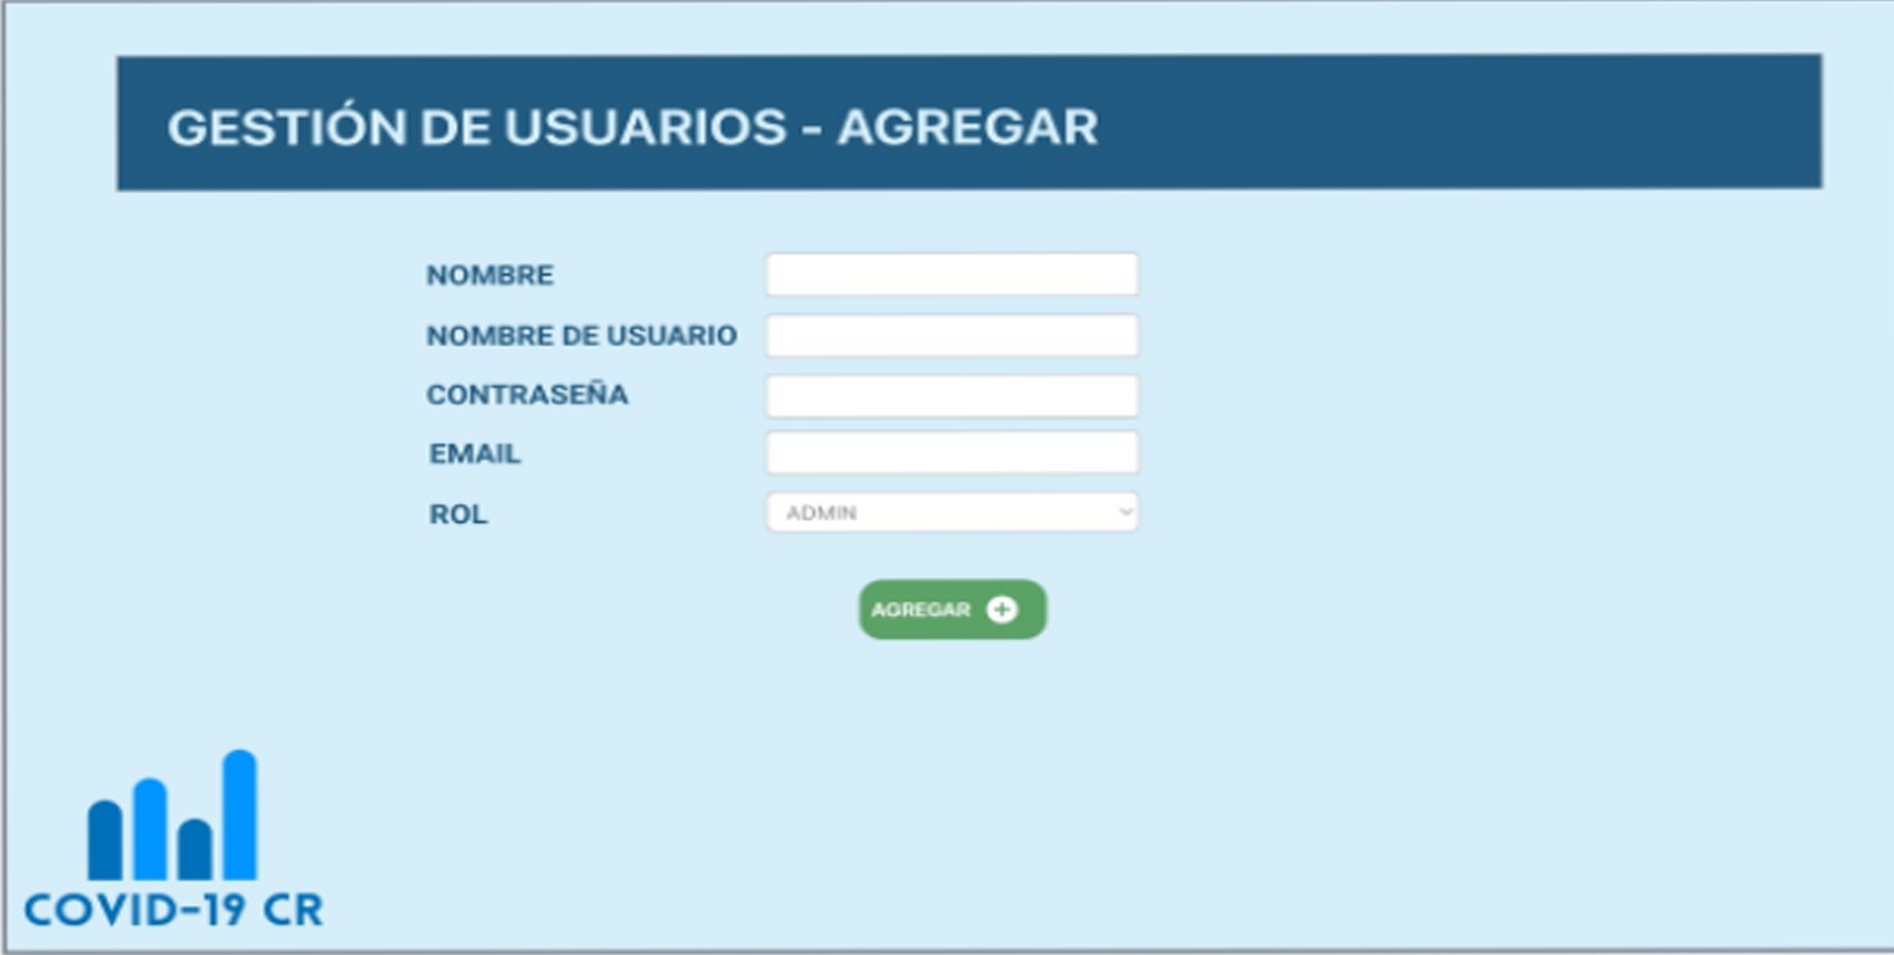 GESTIÓN DE USUARIOS - AGREGAR
NOMBRE
NOMBRE DE USUARIO
CONTRASEÑA
EMAIL
ROL ADMIN
AGREGAR
COVID-19 CR